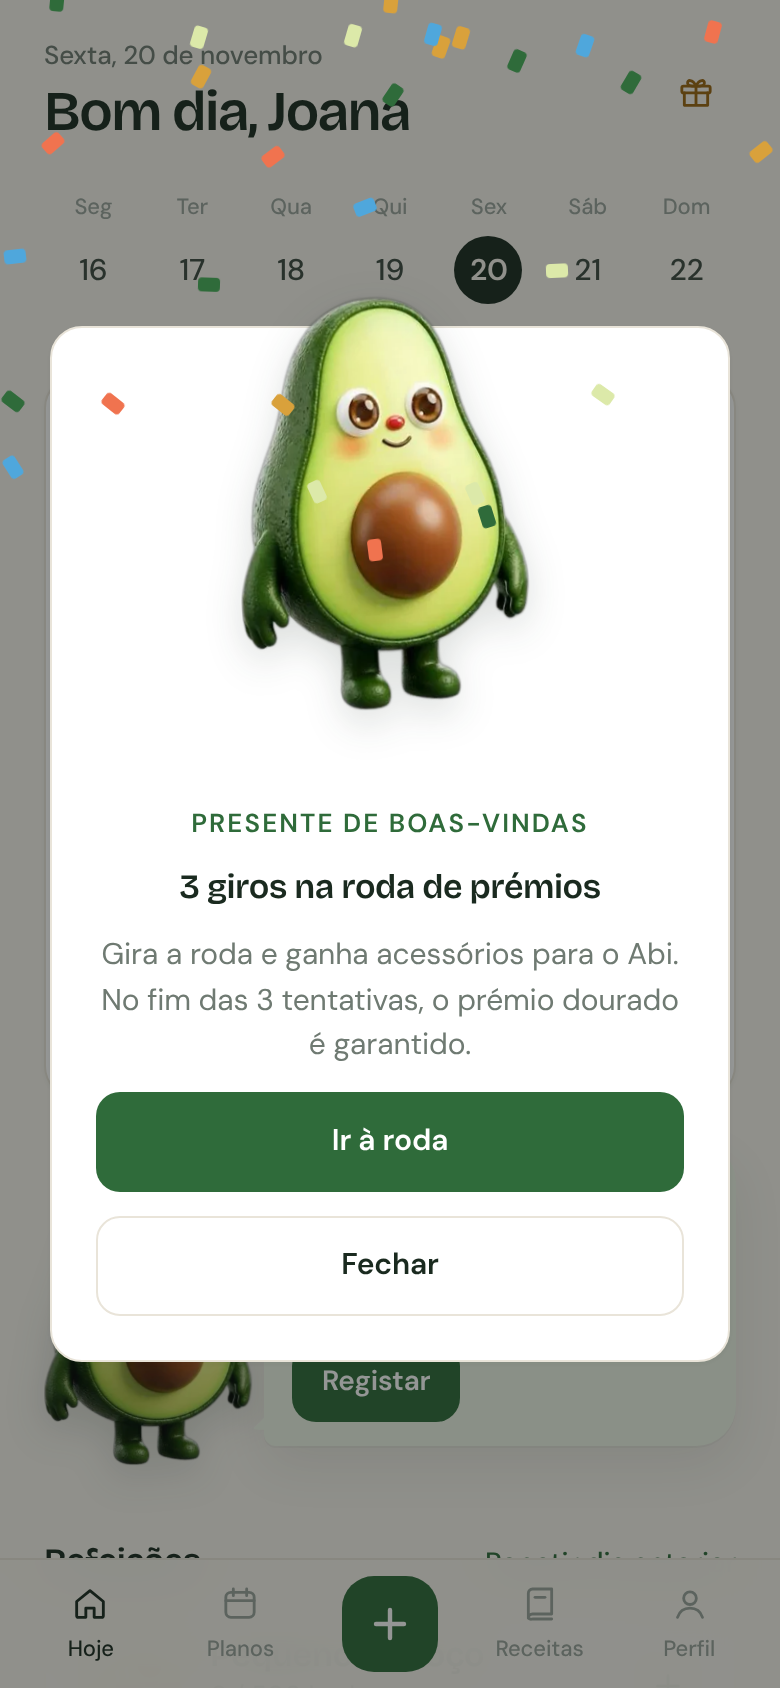 Sexta, 20 de novembro
Bom dia, Joana
Seg Ter Qua Qui Sex Sáb Dom
16 17 18 19 20 21 22
PRESENTE DE BOAS-VINDAS
3 giros na roda de prémios
Gira a roda e ganha acessórios para o Abi.
No fim das 3 tentativas, o prémio dourado
é garantido.
Ir à roda
Fechar
Registar
Refeições
Hoje Planos Receitas Perfil